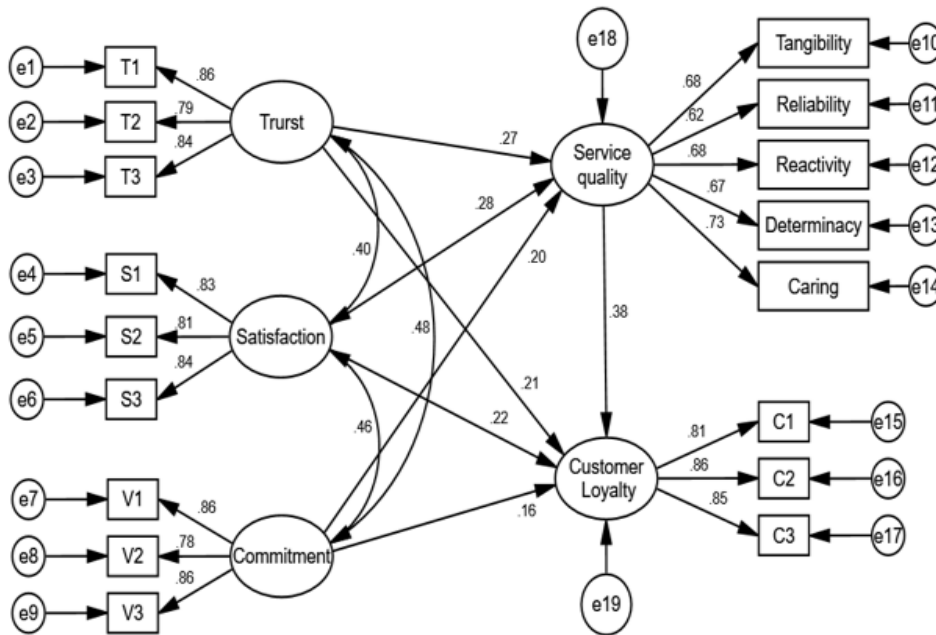 e18
e1
T1
.86
e2
T2
.79
e3
T3
.84
Trurst
.27
Service
quality
.68
Tangibility
e10
.62
Reliability
e11
.68
Reactivity
e12
.67
Determinacy
e13
.73
Caring
e14
.28
.40
.20
e4
S1
.83
e5
S2
.81
e6
S3
.84
Satisfaction
.48
.38
.21
.22
.46
e7
V1
.86
e8
V2
.78
e9
V3
.86
Commitment
.16
Customer
Loyalty
.81
C1
e15
.86
C2
e16
.85
C3
e17
e19